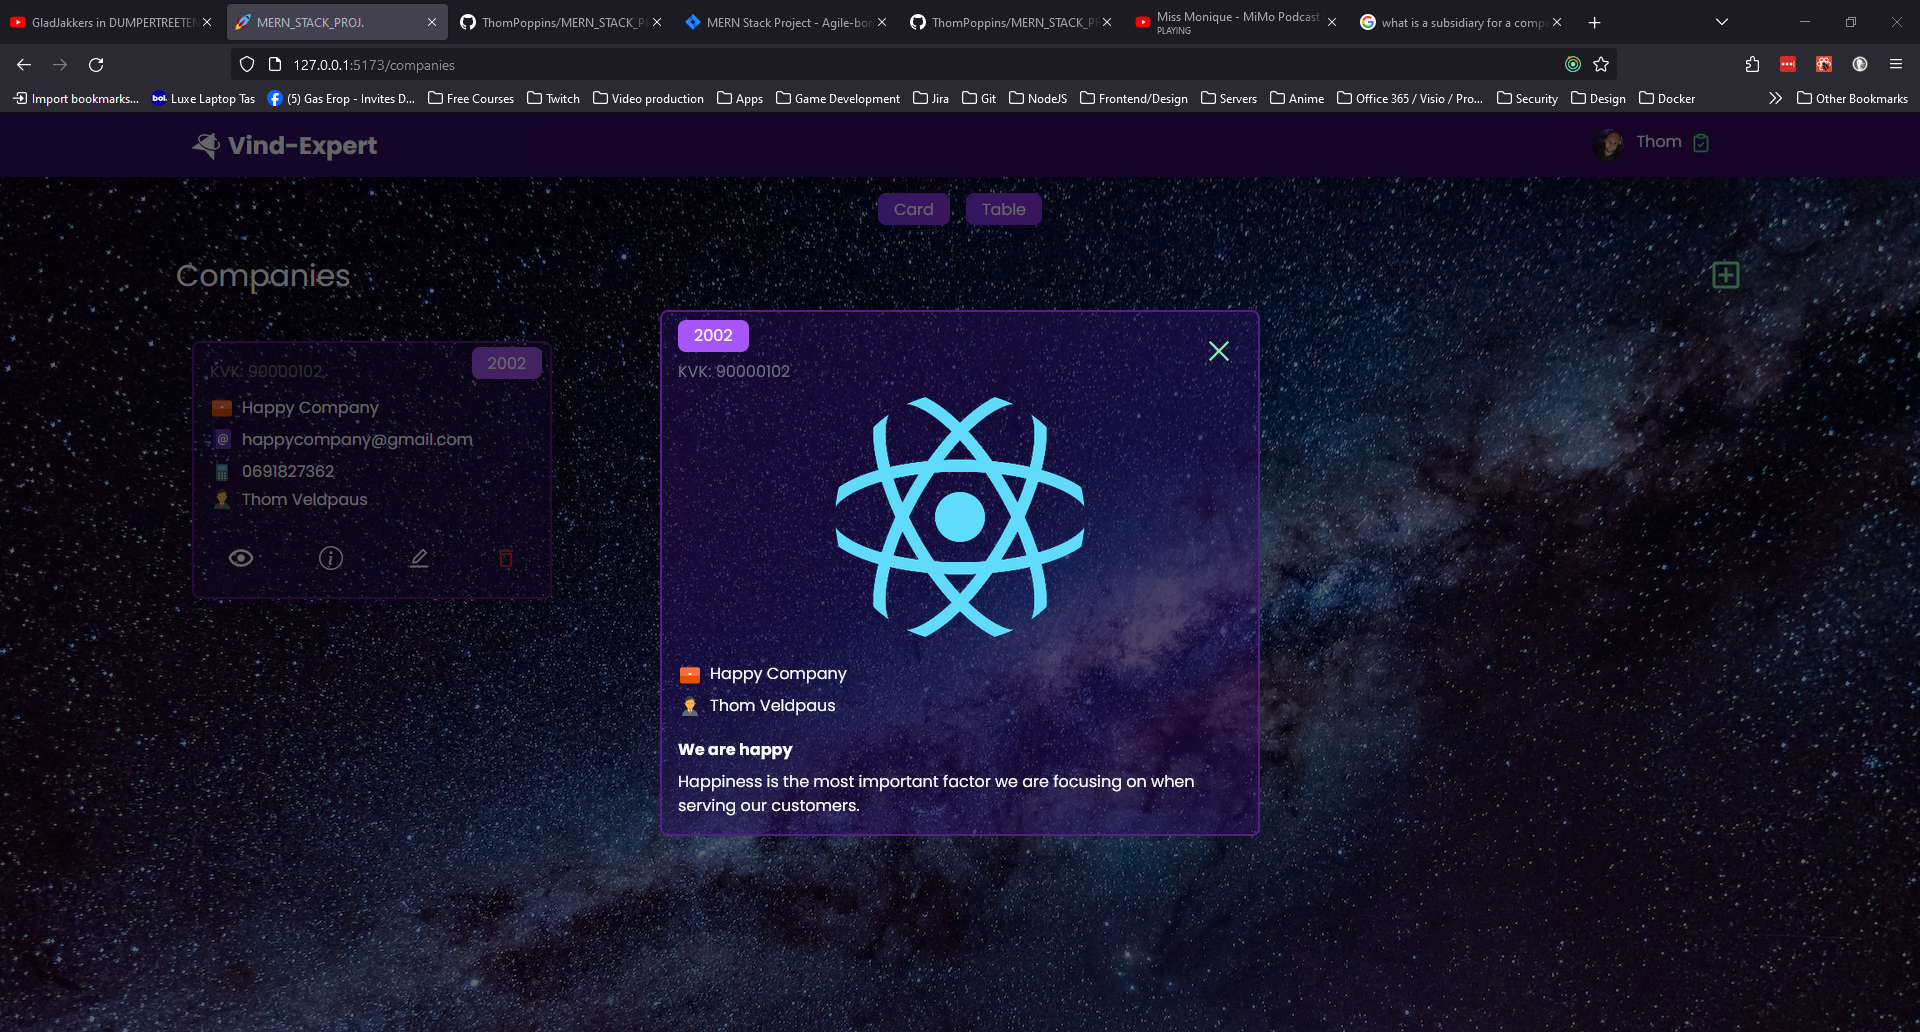 GladJakkers in DUMPERTREETEN
MERN_STACK_PROJ.
ThomPoppins/MERN_STACK_P
MERN Stack Project - Agile-bo
ThomPoppins/MERN_STACK_P
Miss Monique - MiMo Podcast
PLAYING
what is a subsidiary for a comp
127.0.0.1:5173/companies
Import bookmarks...
bol.
Luxe Laptop Tas
(5) Gas Erop - Invites D...
Free Courses
Twitch
Video production
Apps
Game Development
Jira
Git
NodeJS
Frontend/Design
Servers
Anime
Office 365 / Visio / Pro...
Security
Design
Docker
Other Bookmarks
Vind-Expert
Thom
Card
Table
Companies
KVK: 90000102
2002
Happy Company
happycompany@gmail.com
0691827362
Thom Veldpaus
2002
KVK: 90000102
Happy Company
Thom Veldpaus
We are happy
Happiness is the most important factor we are focusing on when
serving our customers.